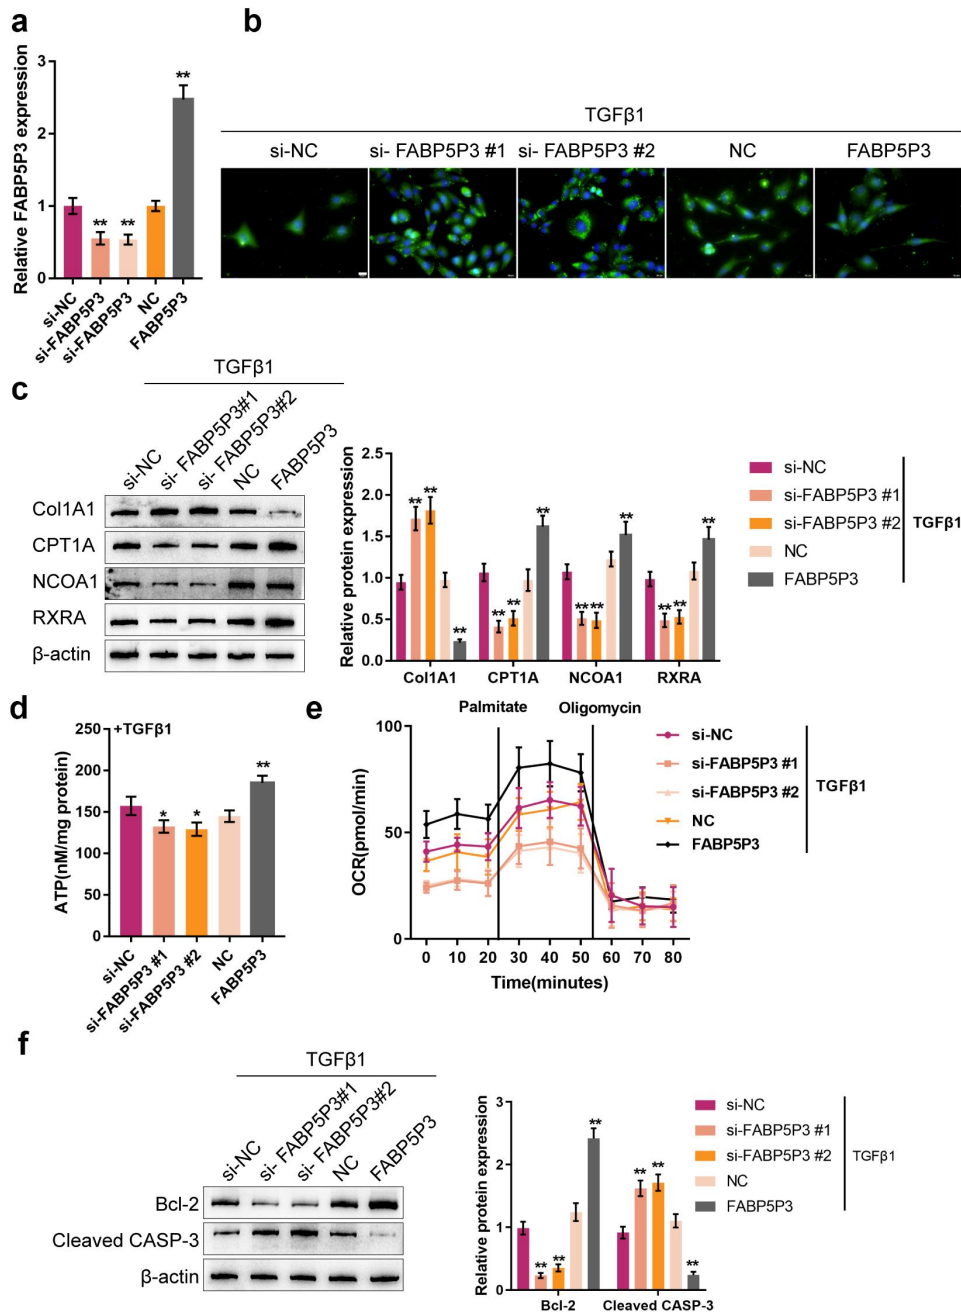 a
Relative FABP5P3 expression
3
2
1
0
**
**
**
si-NC
si-FABP5P3
si-FABP5P3
NC
FABP5P3
b
TGFβ1
si-NC
si- FABP5P3 #1
si- FABP5P3 #2
NC
FABP5P3
c
TGFβ1
si-NC
si- FABP5P3#1
si- FABP5P3#2
NC
FABP5P3
Col1A1
CPT1A
NCOA1
RXRA
β-actin
Relative protein expression
2.5
2.0
1.5
1.0
0.5
0.0
** ** **
** ** **
** ** **
** ** **
Col1A1 CPT1A NCOA1 RXRA
si-NC
si-FABP5P3 #1
si-FABP5P3 #2
NC
FABP5P3
TGFβ1
d
+TGFβ1
ATP(nM/mg protein)
250
200
150
100
50
0
* * **
si-NC
si-FABP5P3 #1
si-FABP5P3 #2
NC
FABP5P3
e
Palmitate Oligomycin
OCR(pmol/min)
100
50
0
0 10 20 30 40 50 60 70 80
Time(minutes)
si-NC
si-FABP5P3 #1
si-FABP5P3 #2
NC
FABP5P3
TGFβ1
f
TGFβ1
si-NC
si- FABP5P3#1
si- FABP5P3#2
NC
FABP5P3
Bcl-2
Cleaved CASP-3
β-actin
Relative protein expression
3
2
1
0
** ** **
** ** **
Bcl-2 Cleaved CASP-3
si-NC
si-FABP5P3 #1
si-FABP5P3 #2
NC
FABP5P3
TGFβ1